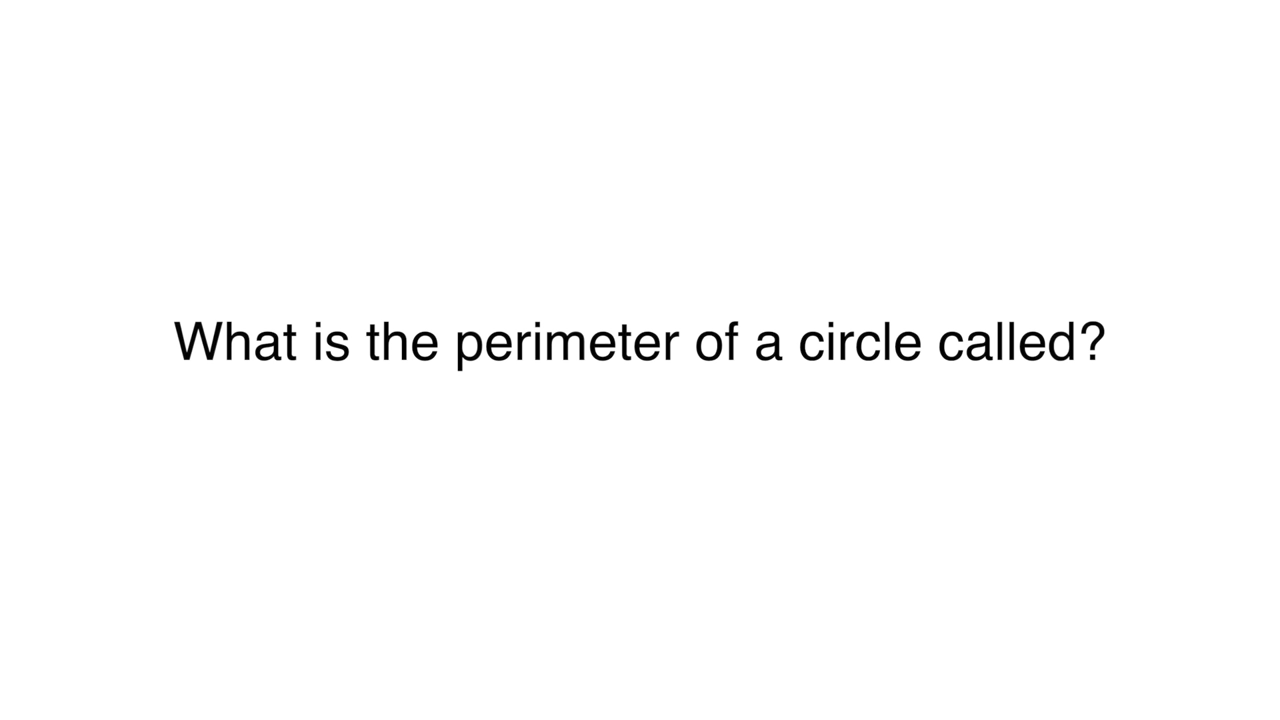 What is the perimeter of a circle called?